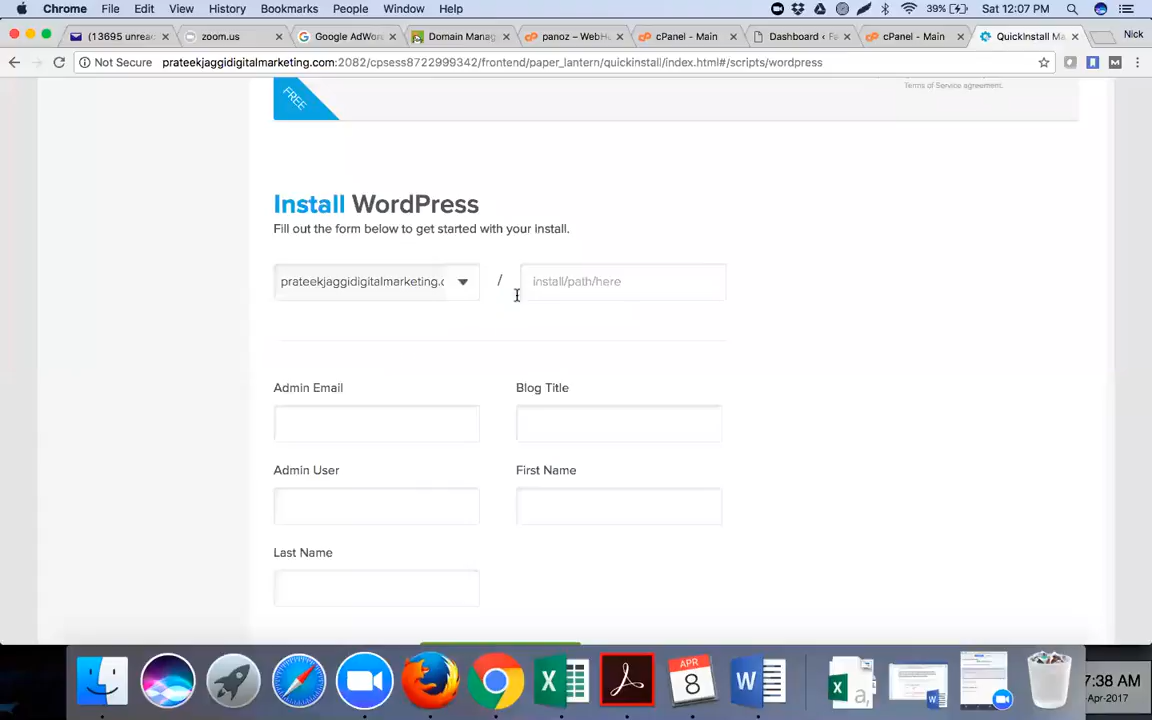 Chrome File Edit View History Bookmarks People Window Help 39% Sat 12:07 PM
(13695 unrea zoom.us Google AdWor Domain Manag panoz – WebH cPanel - Main Dashboard ‹ cPanel - Main QuickInstall Ma Nick
Not Secure prateekjaggidigitalmarketing.com:2082/cpsess8722999342/frontend/paper_lantern/quickinstall/index.html#/scripts/wordpress
FREE
Terms of Service agreement.
Install WordPress
Fill out the form below to get started with your install.
prateekjaggidigitalmarketing.c / install/path/here
Admin Email Blog Title
Admin User First Name
Last Name
APR
8
7:38 AM
-Apr-2017